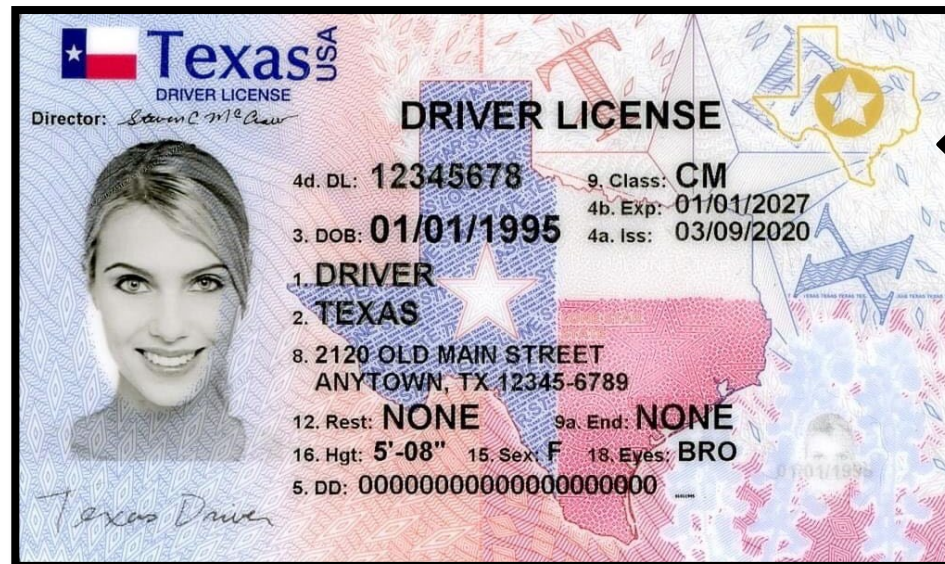 Texas USA
DRIVER LICENSE
Director: Steven C McCraw
DRIVER LICENSE
4d. DL: 12345678
9. Class: CM
4b. Exp: 01/01/2027
3. DOB: 01/01/1995
4a. Iss: 03/09/2020
1. DRIVER
2. TEXAS
8. 2120 OLD MAIN STREET
ANYTOWN, TX 12345-6789
12. Rest: NONE
9a. End: NONE
16. Hgt: 5'-08" 15. Sex: F 18. Eyes: BRO
01/01/1995
5. DD: 00000000000000000000
Texas Driver